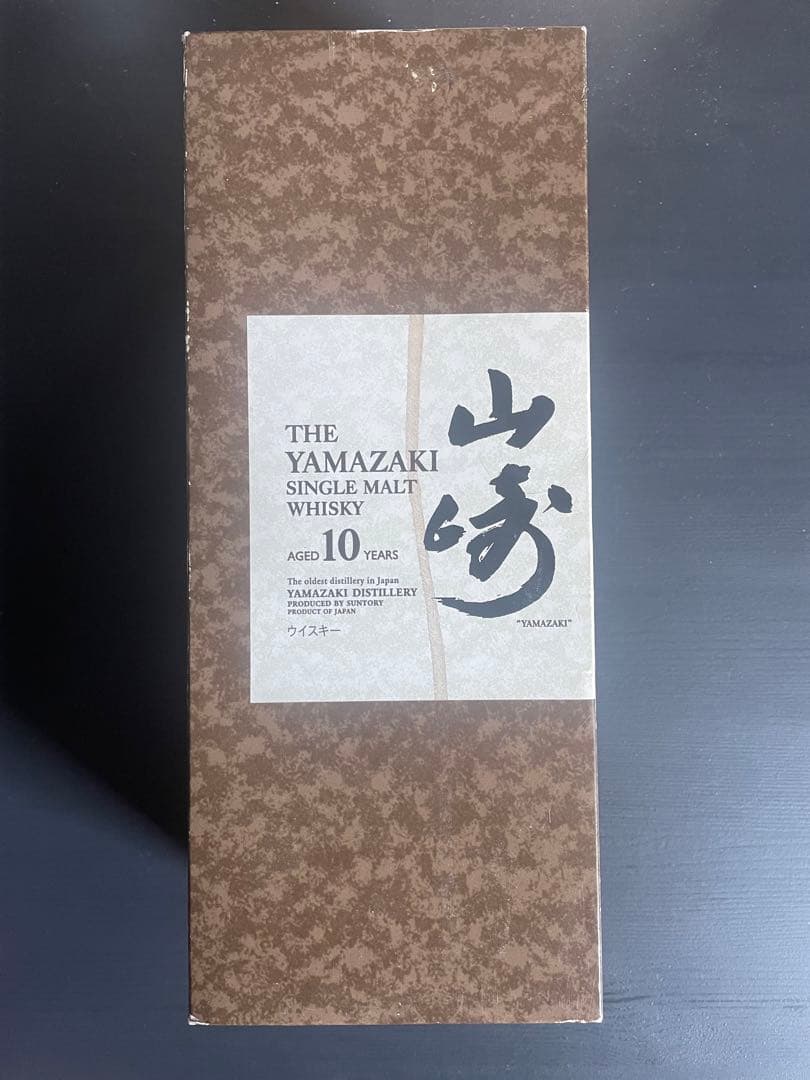 THE
YAMAZAKI
SINGLE MALT
WHISKY
AGED 10 YEARS
The oldest distillery in Japan
YAMAZAKI DISTILLERY
PRODUCED BY SUNTORY
PRODUCT OF JAPAN
ウイスキー
山崎
"YAMAZAKI"